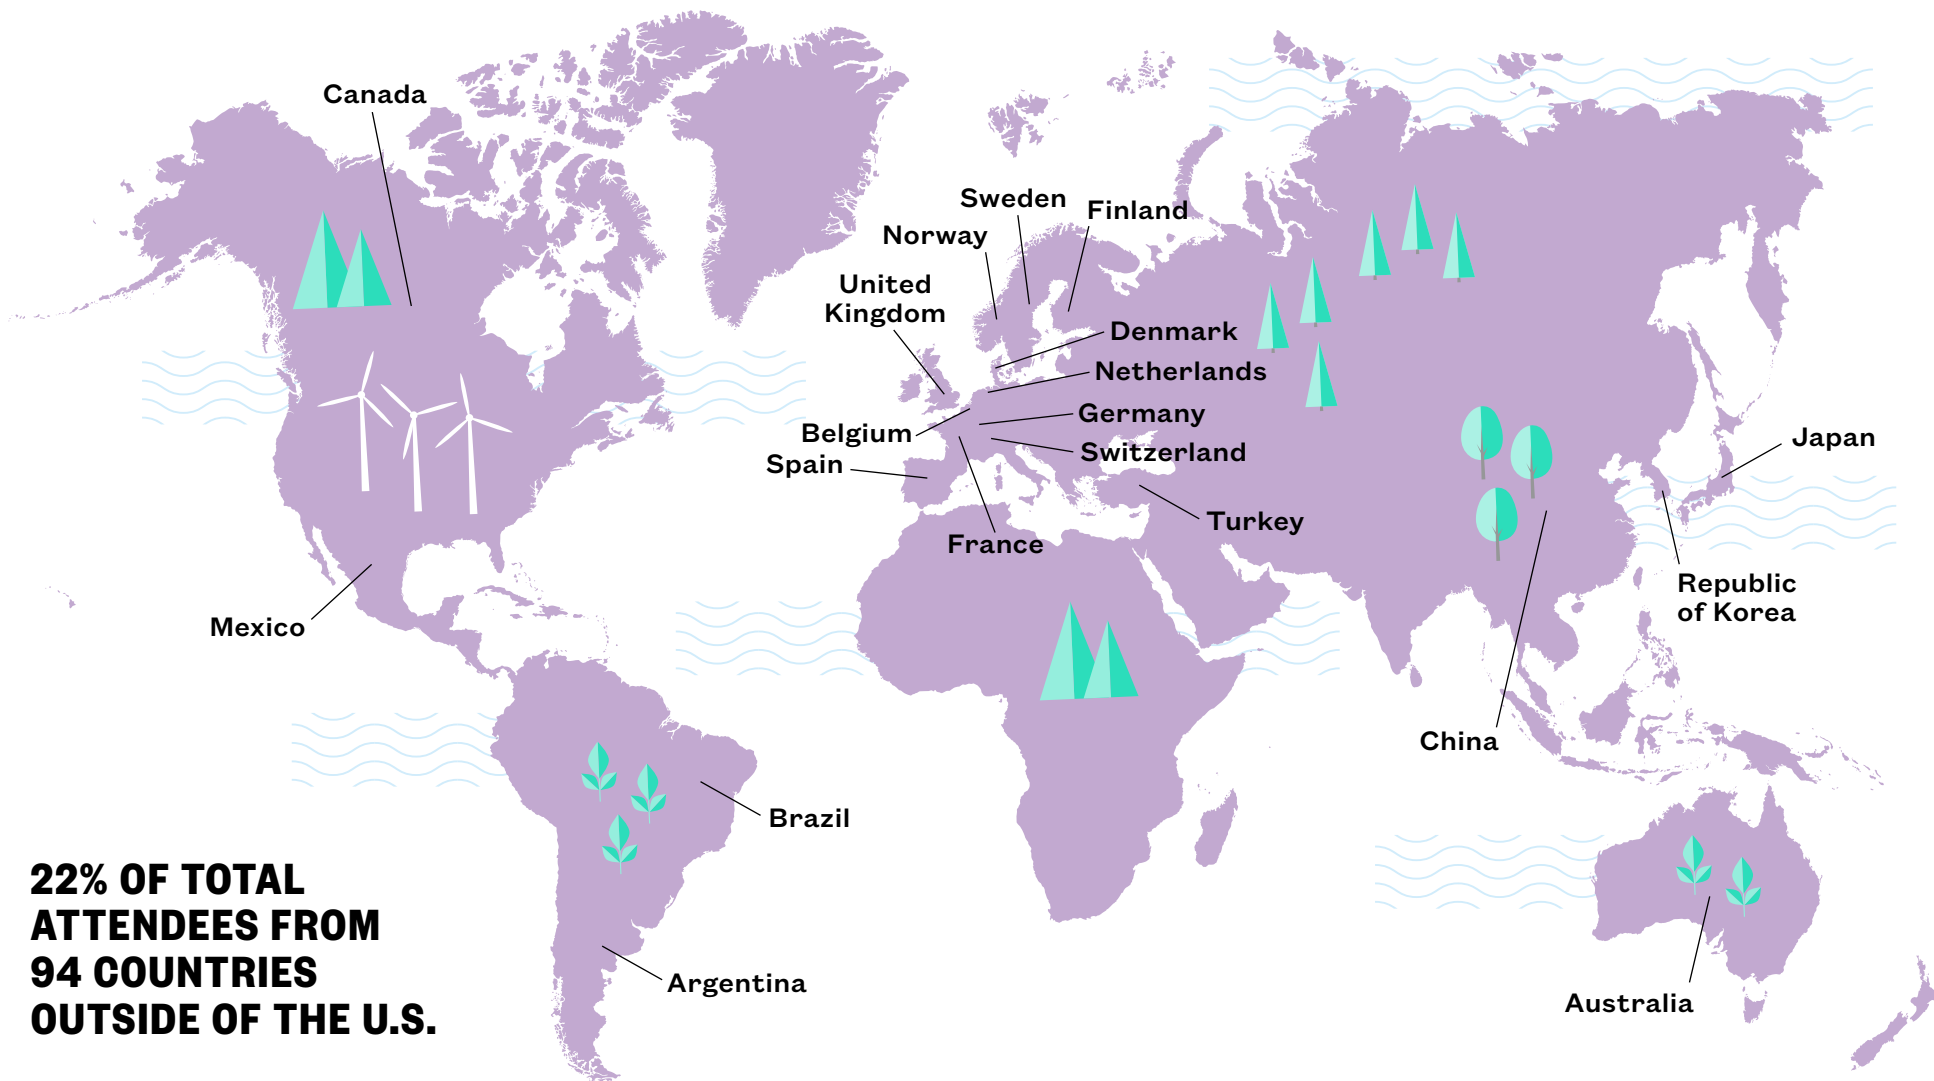 Canada
Sweden
Finland
Norway
United
Kingdom
Denmark
Netherlands
Germany
Belgium
Switzerland
Spain
Japan
Turkey
France
Republic
of Korea
Mexico
China
Brazil
22% OF TOTAL
ATTENDEES FROM
94 COUNTRIES
OUTSIDE OF THE U.S.
Argentina
Australia